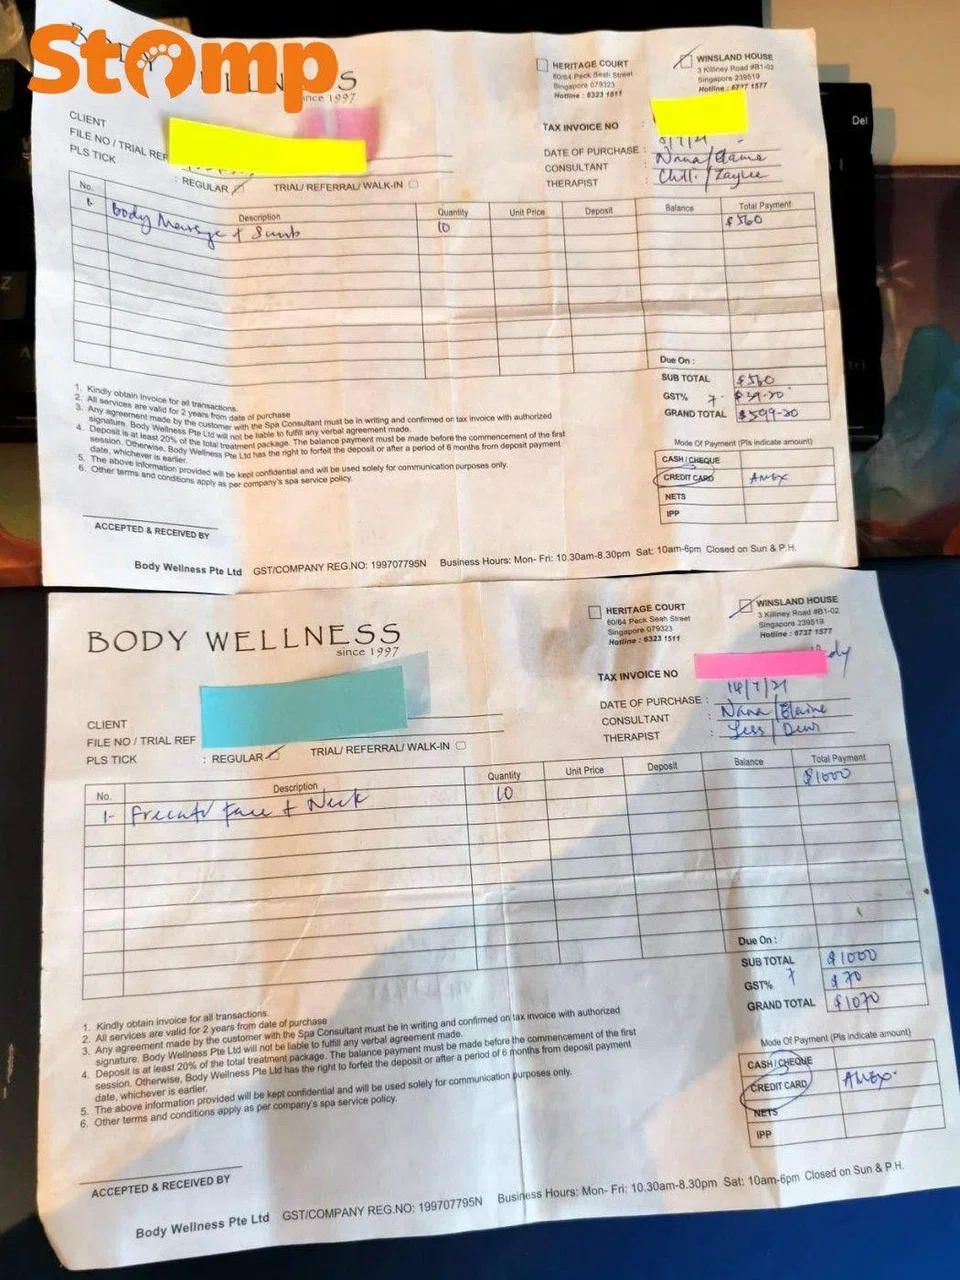 Stomp
BODY WELLNESS
since 1997
HERITAGE COURT
60/64 Peck Seah Street
Singapore 079323
Hotline : 6323 1511
WINSLAND HOUSE
3 Killiney Road #B1-02
Singapore 239519
Hotline : 6737 1577
Del
CLIENT
FILE NO / TRIAL REF
PLS TICK : REGULAR TRIAL/ REFERRAL/ WALK-IN
TAX INVOICE NO :
DATE OF PURCHASE : /7/21
CONSULTANT : Nana/Elaine
THERAPIST :
No. Description Quantity Unit Price Deposit Balance Total Payment
1- Body Massage + 10 $560
Due On :
SUB TOTAL $560
GST% 7. $39-20
GRAND TOTAL $599-20
1. Kindly obtain invoice for all transactions.
2. All services are valid for 2 years from date of purchase
3. Any agreement made by the customer with the Spa Consultant must be in writing and confirmed on tax invoice with authorized
signature. Body Wellness Pte Ltd will not be liable to fulfil any verbal agreement made.
4. Deposit is at least 20% of the total treatment package. The balance payment must be made before the commencement of the first
session. Otherwise, Body Wellness Pte Ltd has the right to forfeit the deposit or after a period of 6 months from deposit payment
date, whichever is earlier.
5. The above information provided will be kept confidential and will be used solely for communication purposes only.
6. Other terms and conditions apply as per company's spa service policy.
Mode Of Payment (Pls indicate amount)
CASH / CHEQUE
CREDIT CARD AMEX
NETS
IPP
ACCEPTED & RECEIVED BY
Body Wellness Pte Ltd GST/COMPANY REG.NO: 199707795N Business Hours: Mon- Fri: 10.30am-8.30pm Sat: 10am-6pm Closed on Sun & P.H.
BODY WELLNESS
since 1997
HERITAGE COURT
60/64 Peck Seah Street
Singapore 079323
Hotline : 6323 1511
WINSLAND HOUSE
3 Killiney Road #B1-02
Singapore 239519
Hotline : 6737 1577
CLIENT
FILE NO / TRIAL REF
PLS TICK : REGULAR TRIAL/ REFERRAL/ WALK-IN
TAX INVOICE NO
DATE OF PURCHASE : 14/7/21
CONSULTANT : Nana/Elaine
THERAPIST : Jess/Dewi
No. Description Quantity Unit Price Deposit Balance Total Payment
1- Face + Neck 10 $1000
Due On :
SUB TOTAL $1000
GST% 7 $70
GRAND TOTAL $1070
1. Kindly obtain invoice for all transactions.
2. All services are valid for 2 years from date of purchase
3. Any agreement made by the customer with the Spa Consultant must be in writing and confirmed on tax invoice with authorized
signature. Body Wellness Pte Ltd will not be liable to fulfil any verbal agreement made.
4. Deposit is at least 20% of the total treatment package. The balance payment must be made before the commencement of the first
session. Otherwise, Body Wellness Pte Ltd has the right to forfeit the deposit or after a period of 6 months from deposit payment
date, whichever is earlier.
5. The above information provided will be kept confidential and will be used solely for communication purposes only.
6. Other terms and conditions apply as per company's spa service policy.
Mode Of Payment (Pls indicate amount)
CASH / CHEQUE
CREDIT CARD AMEX.
NETS
IPP
ACCEPTED & RECEIVED BY
Body Wellness Pte Ltd GST/COMPANY REG.NO: 199707795N Business Hours: Mon- Fri: 10.30am-8.30pm Sat: 10am-6pm Closed on Sun & P.H.